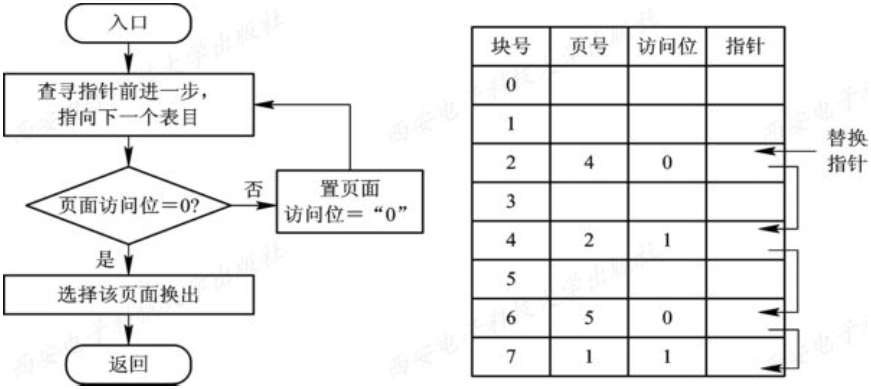 入口
查寻指针前进一步，
指向下一个表目
页面访问位＝0?
否
置页面
访问位＝“0”
是
选择该页面换出
返回
块号 页号 访问位 指针
0
1
2 4 0
3
4 2 1
5
6 5 0
7 1 1
替换
指针
西安电子科技大学出版社